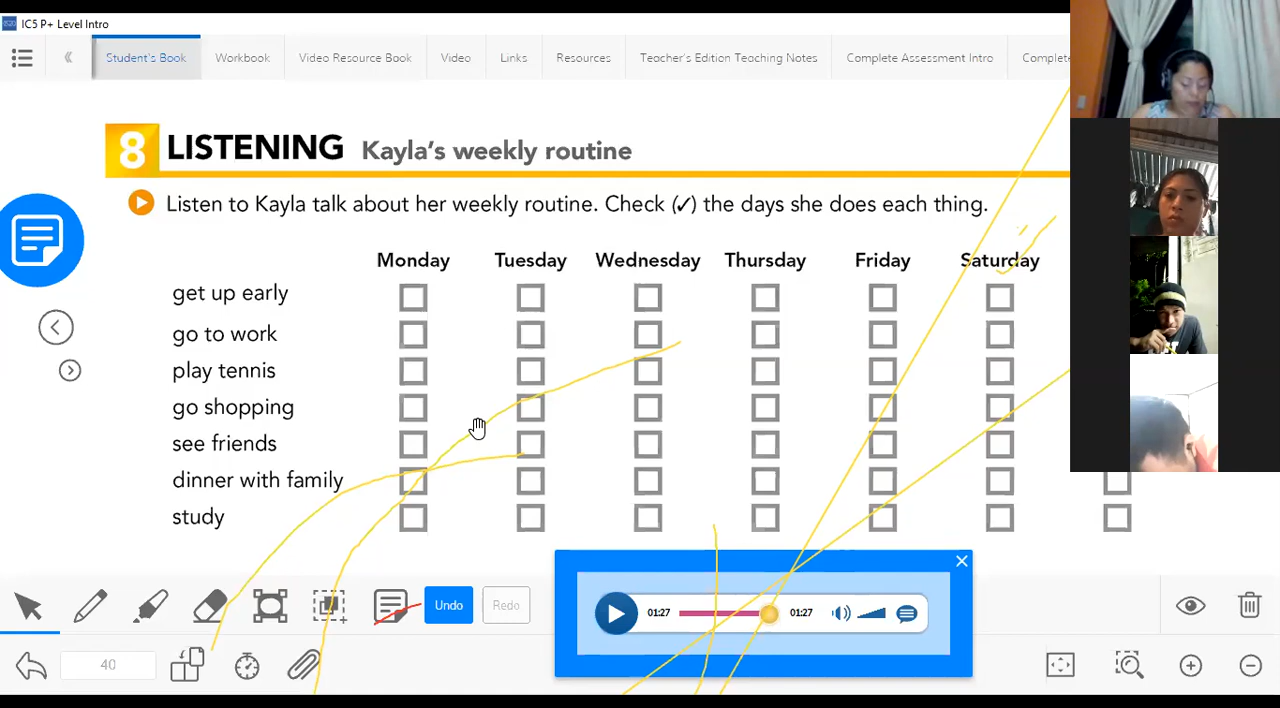 IC5 P+ Level Intro
Student's Book Workbook Video Resource Book Video Links Resources Teacher's Edition Teaching Notes Complete Assessment Intro Complete
8 LISTENING Kayla's weekly routine
Listen to Kayla talk about her weekly routine. Check (✓) the days she does each thing.
Monday Tuesday Wednesday Thursday Friday Saturday
get up early
go to work
play tennis
go shopping
see friends
dinner with family
study
Undo Redo
01:27 01:27
40